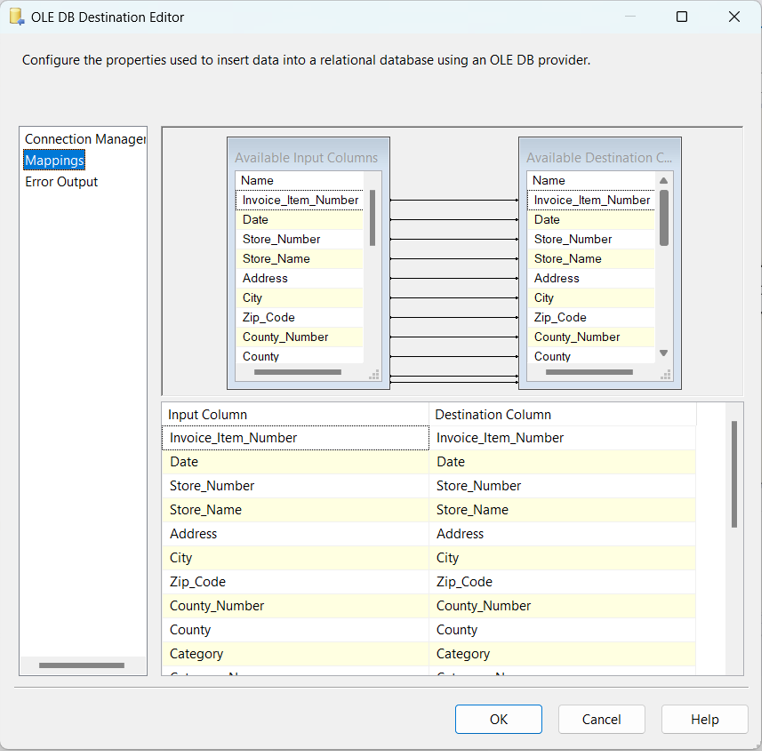 OLE DB Destination Editor
Configure the properties used to insert data into a relational database using an OLE DB provider.
Connection Manager
Mappings
Error Output
Available Input Columns
Name
Invoice_Item_Number
Date
Store_Number
Store_Name
Address
City
Zip_Code
County_Number
County
Available Destination C...
Name
Invoice_Item_Number
Date
Store_Number
Store_Name
Address
City
Zip_Code
County_Number
County
Input Column Destination Column
Invoice_Item_Number Invoice_Item_Number
Date Date
Store_Number Store_Number
Store_Name Store_Name
Address Address
City City
Zip_Code Zip_Code
County_Number County_Number
County County
Category Category
OK Cancel Help